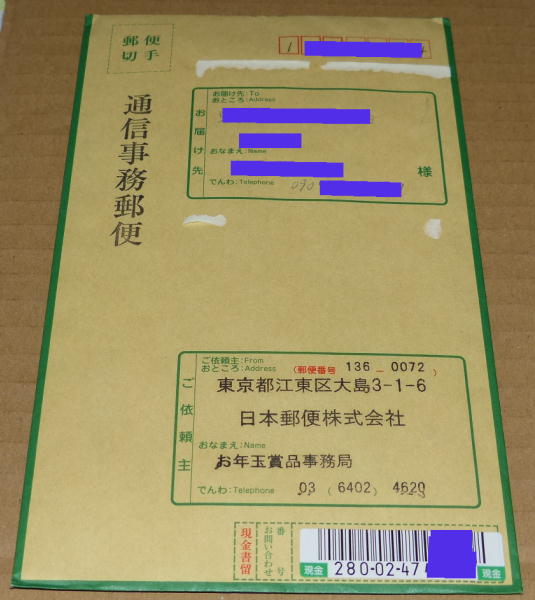 郵便
切手
通信事務郵便
お届け先
お届け先:To
おところ:Address
おなまえ:Name
様
でんわ:Telephone 090
ご依頼主
ご依頼主:From
おところ:Address (郵便番号 136 - 0072)
東京都江東区大島3-1-6
日本郵便株式会社
おなまえ:Name
お年玉賞品事務局
でんわ:Telephone 03 (6402) 4620
現金書留
お問い合わせ
番号
現金 280-02-47 現金